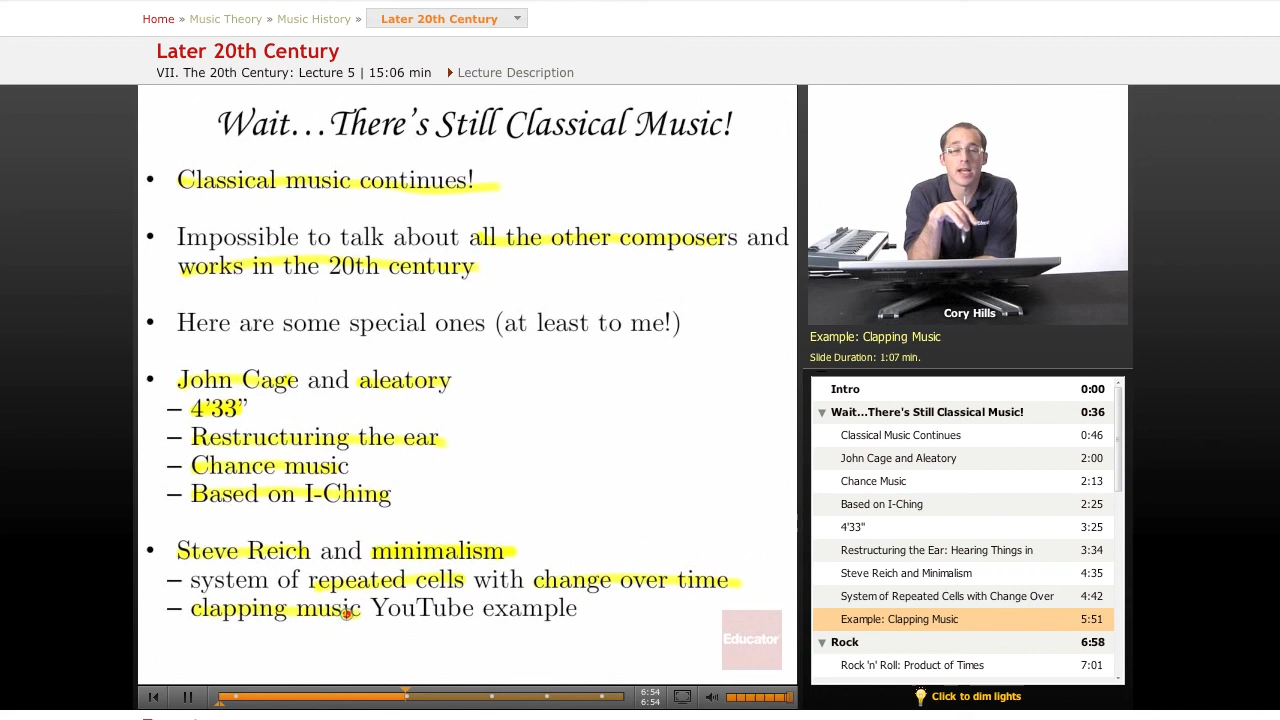 Home » Music Theory » Music History » Later 20th Century
Later 20th Century
VII. The 20th Century: Lecture 5 | 15:06 min Lecture Description
Wait...There's Still Classical Music!
• Classical music continues!
• Impossible to talk about all the other composers and
works in the 20th century
• Here are some special ones (at least to me!)
• John Cage and aleatory
– 4'33"
– Restructuring the ear
– Chance music
– Based on I-Ching
• Steve Reich and minimalism
– system of repeated cells with change over time
– clapping music YouTube example
Educator
6:54
6:54
Cory Hills
Example: Clapping Music
Slide Duration: 1:07 min.
Intro 0:00
Wait...There's Still Classical Music! 0:36
Classical Music Continues 0:46
John Cage and Aleatory 2:00
Chance Music 2:13
Based on I-Ching 2:25
4'33" 3:25
Restructuring the Ear: Hearing Things in 3:34
Steve Reich and Minimalism 4:35
System of Repeated Cells with Change Over 4:42
Example: Clapping Music 5:51
Rock 6:58
Rock 'n' Roll: Product of Times 7:01
Click to dim lights